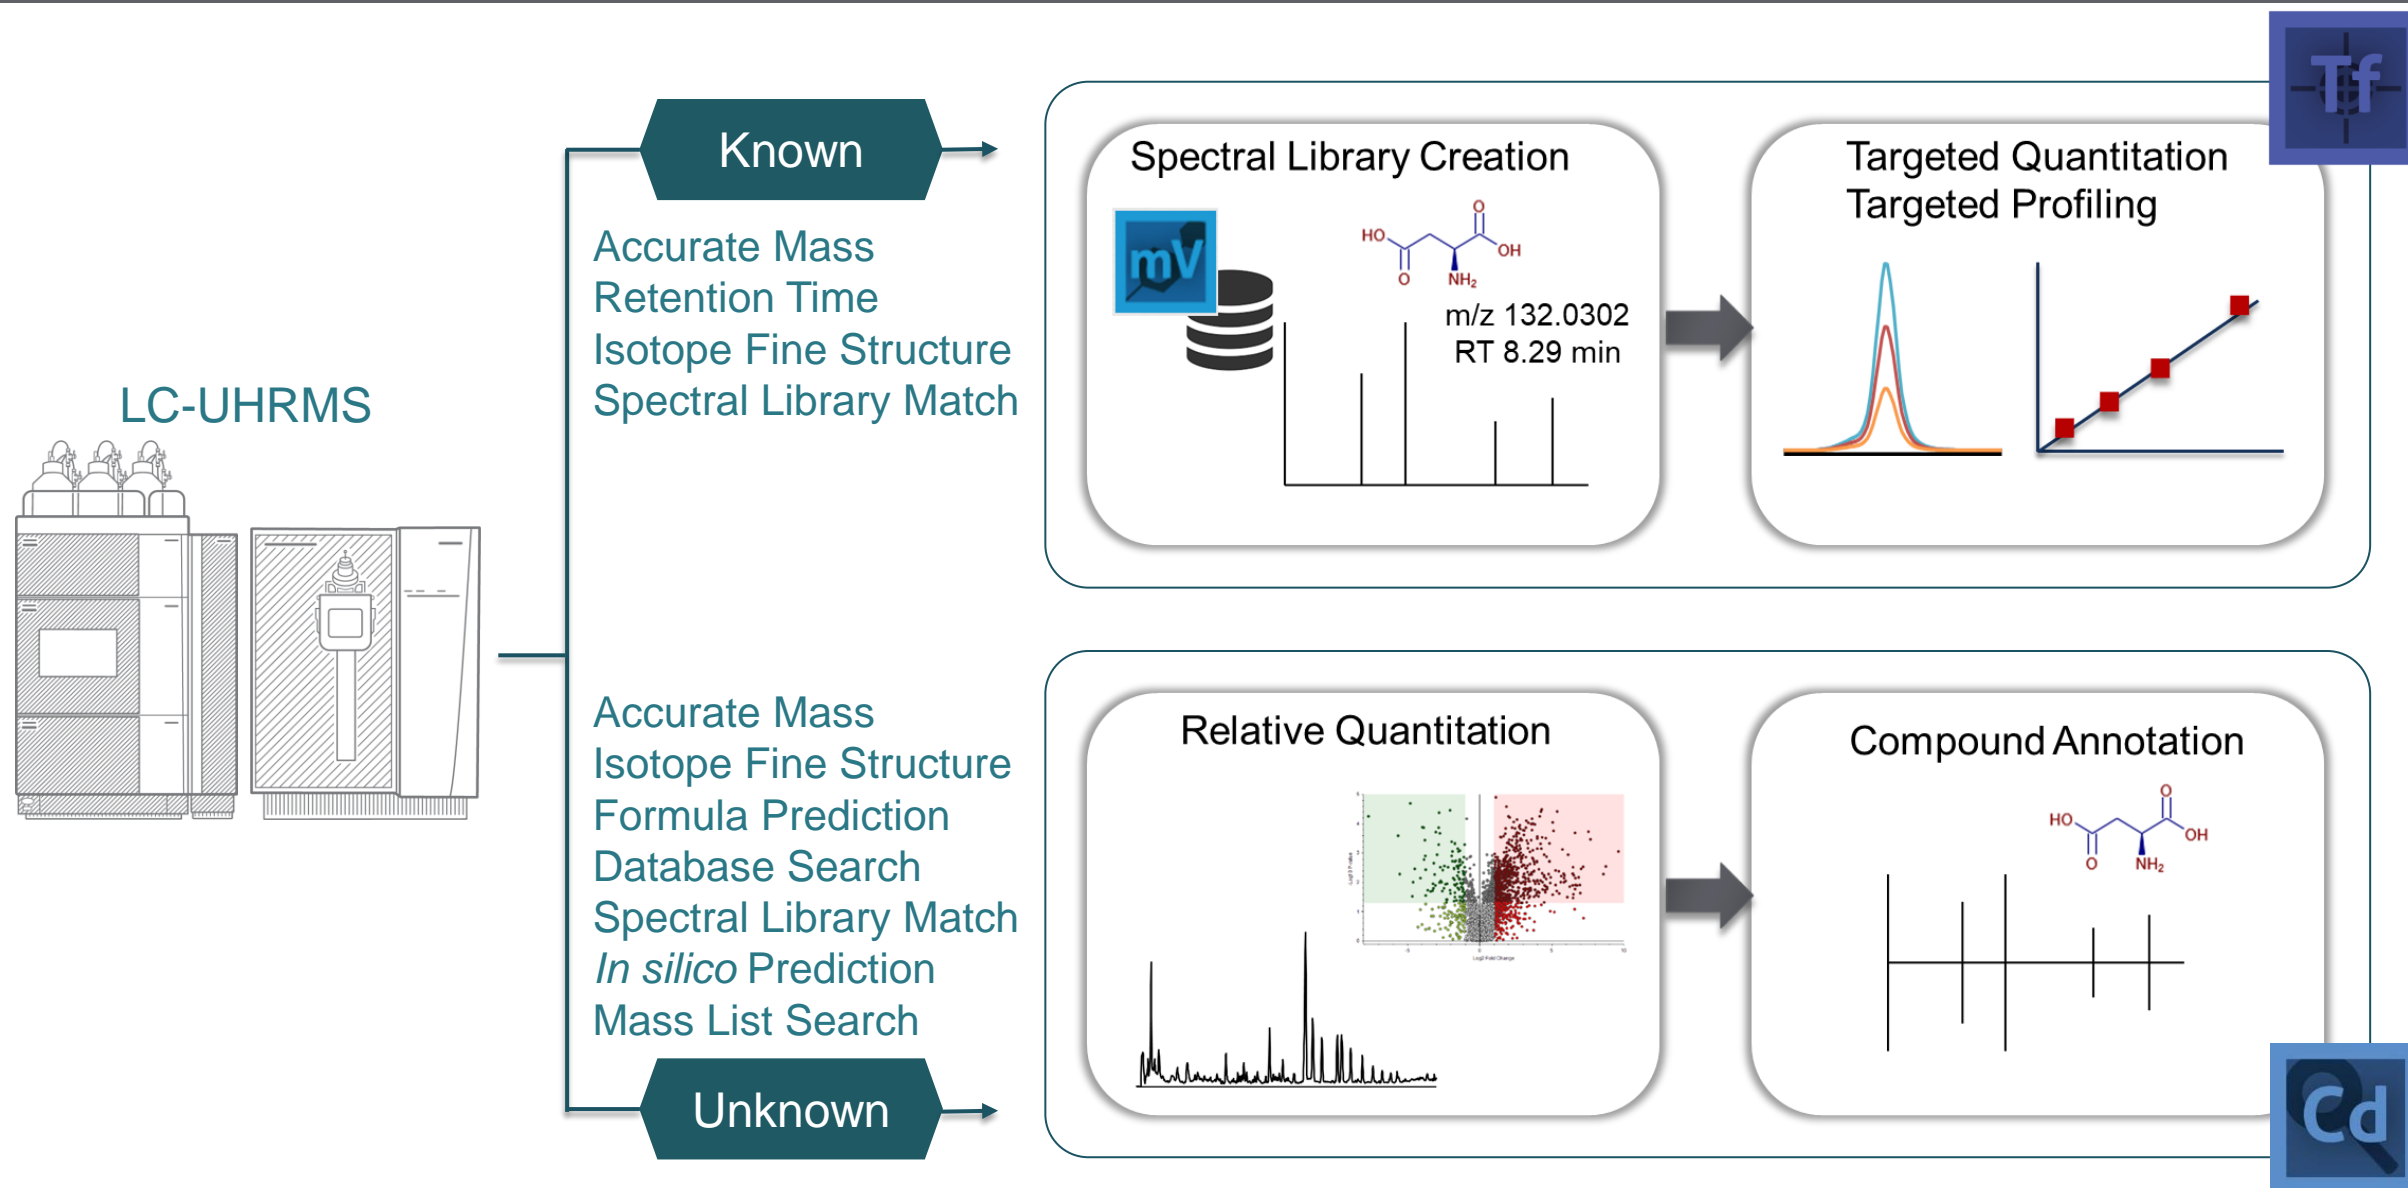 LC-UHRMS
Known
Accurate Mass
Retention Time
Isotope Fine Structure
Spectral Library Match
Accurate Mass
Isotope Fine Structure
Formula Prediction
Database Search
Spectral Library Match
In silico Prediction
Mass List Search
Unknown
Spectral Library Creation
mV
O
HO
OH
O
NH₂
m/z 132.0302
RT 8.29 min
Targeted Quantitation
Targeted Profiling
Tf
Relative Quantitation
Log2 Fold Change
Compound Annotation
O
HO
OH
O
NH₂
Cd